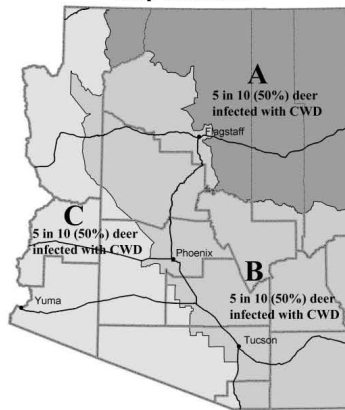 A
5 in 10 (50%) deer
infected with CWD
Flagstaff
C
5 in 10 (50%) deer
infected with CWD
Phoenix
B
5 in 10 (50%) deer
infected with CWD
Yuma
Tucson